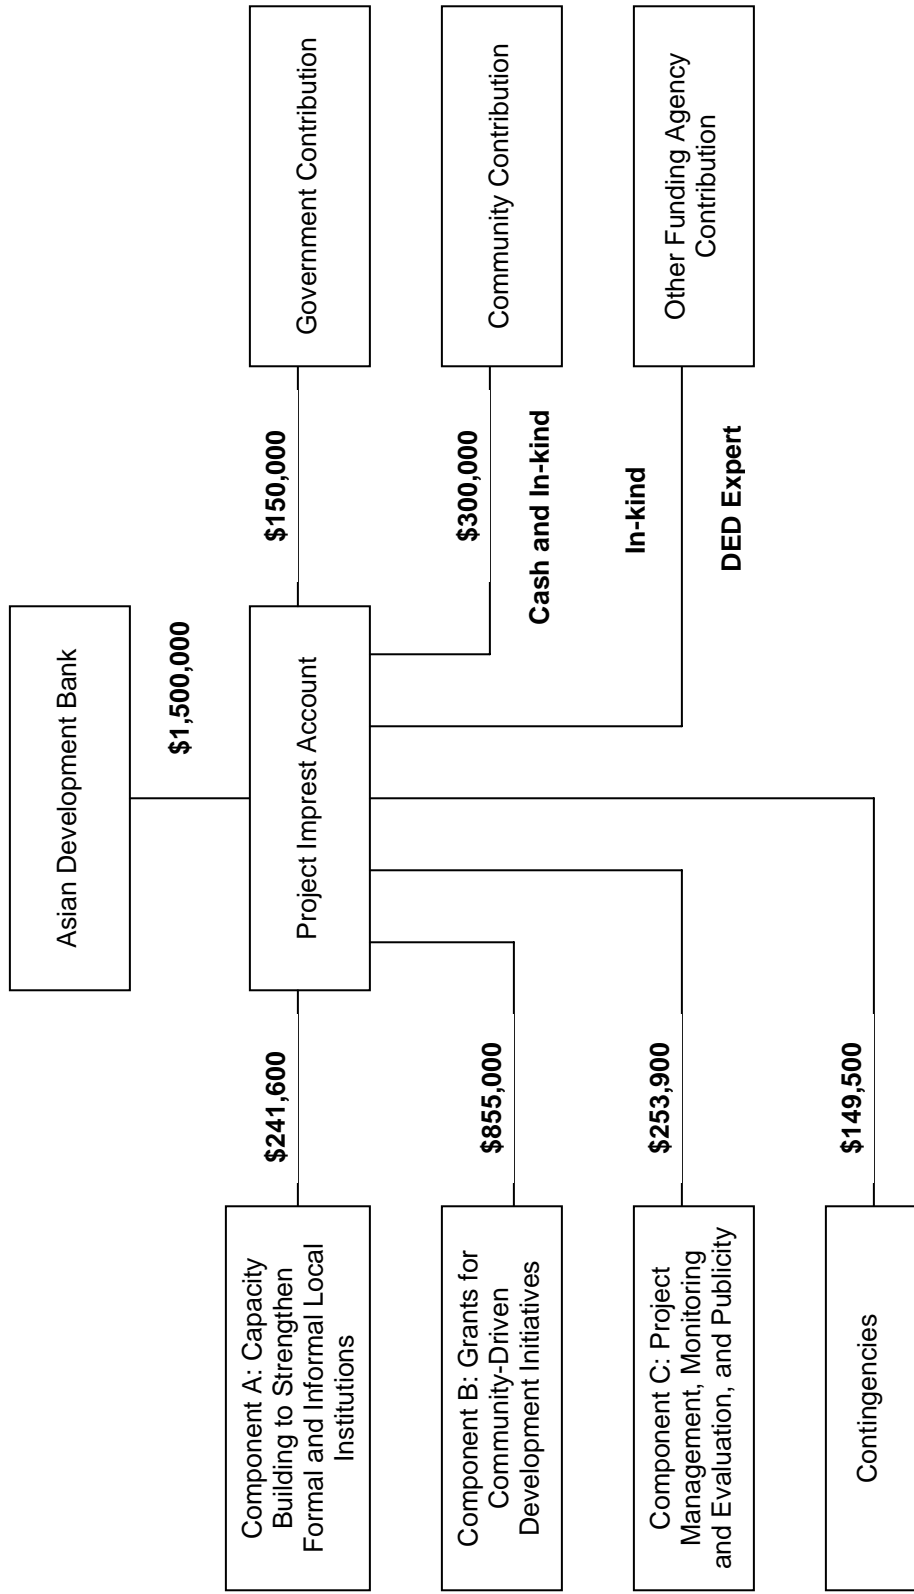 Asian Development Bank
$1,500,000
Project Imprest Account
$241,600
$150,000
Component A: Capacity
Building to Strengthen
Formal and Informal Local
Institutions
Government Contribution
$855,000
$300,000
Component B: Grants for
Community-Driven
Development Initiatives
Community Contribution
Cash and In-kind
$253,900
In-kind
Component C: Project
Management, Monitoring
and Evaluation, and Publicity
Other Funding Agency
Contribution
DED Expert
$149,500
Contingencies